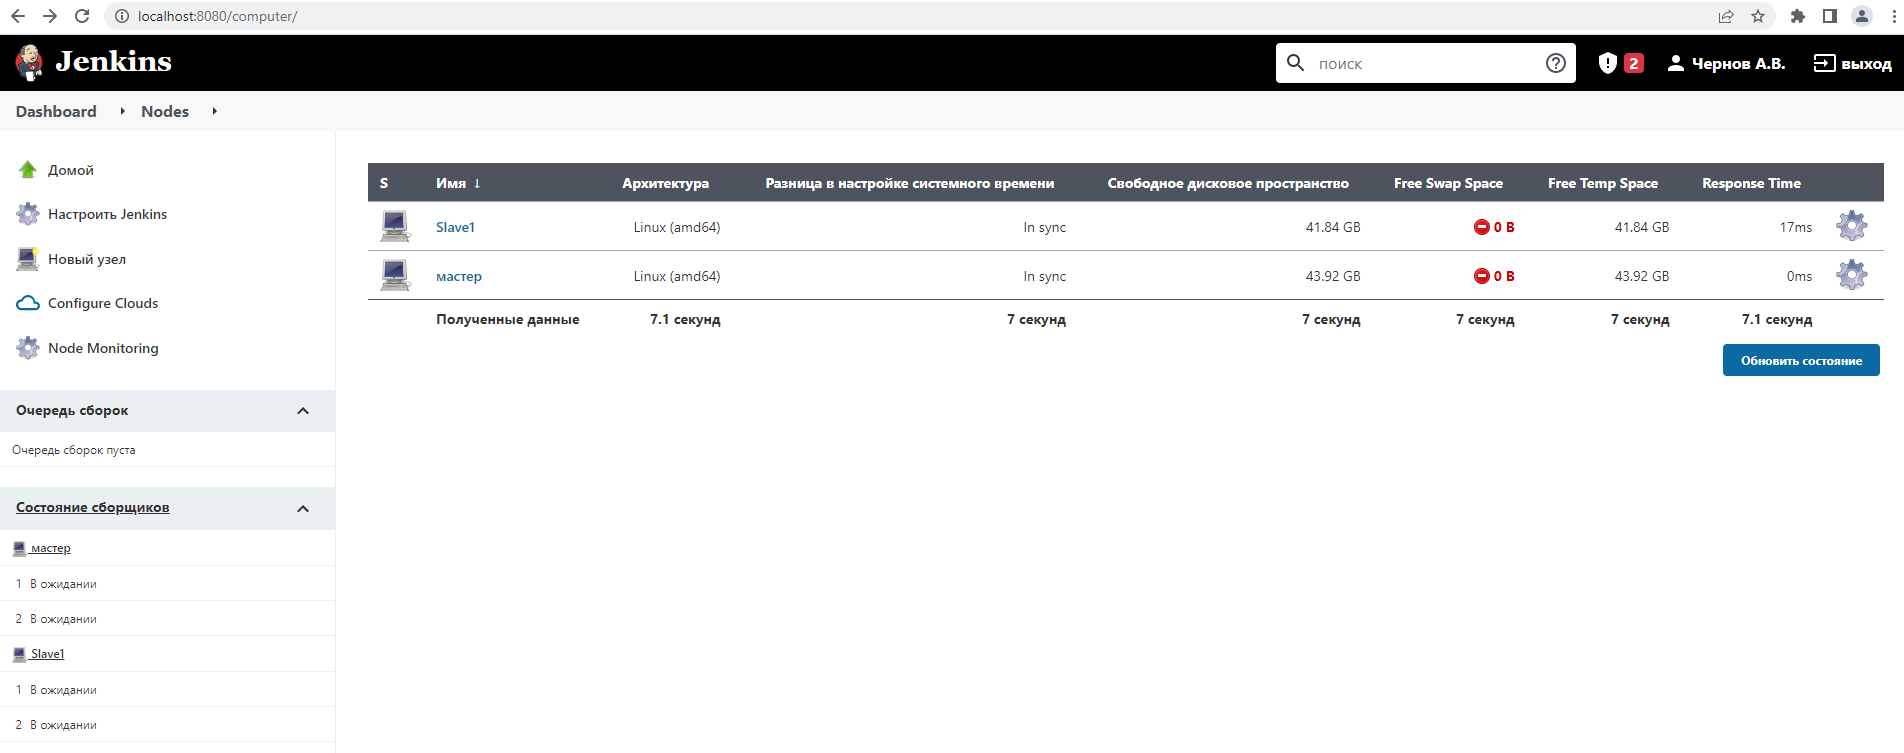 localhost:8080/computer/
Jenkins
поиск
2
Чернов А.В.
выход
Dashboard
Nodes
Домой
Настроить Jenkins
Новый узел
Configure Clouds
Node Monitoring
Очередь сборок
Очередь сборок пуста
Состояние сборщиков
мастер
1 В ожидании
2 В ожидании
Slave1
1 В ожидании
2 В ожидании
S Имя ↓ Архитектура Разница в настройке системного времени Свободное дисковое пространство Free Swap Space Free Temp Space Response Time
Slave1 Linux (amd64) In sync 41.84 GB 0 B 41.84 GB 17ms
мастер Linux (amd64) In sync 43.92 GB 0 B 43.92 GB 0ms
Полученные данные 7.1 секунд 7 секунд 7 секунд 7 секунд 7 секунд 7.1 секунд
Обновить состояние